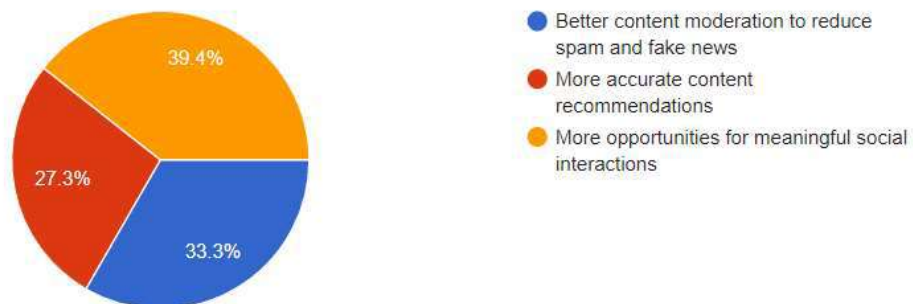 39.4%
27.3%
33.3%
Better content moderation to reduce
spam and fake news
More accurate content
recommendations
More opportunities for meaningful social
interactions